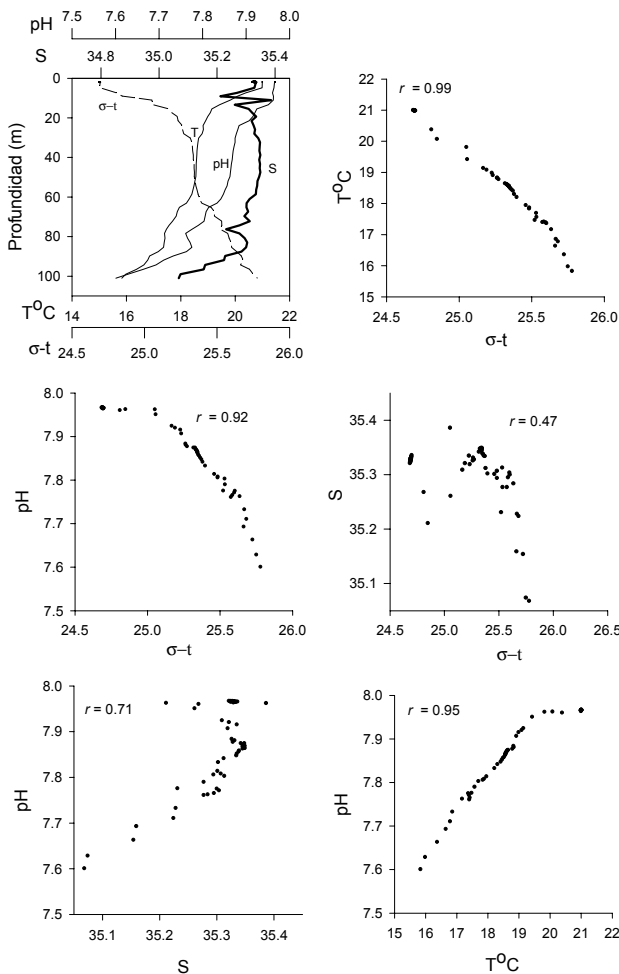 pH
7.5 7.6 7.7 7.8 7.9 8.0
S
34.8 35.0 35.2 35.4
Profundidad (m)
0
20
40
60
80
100
σ–t
T
pH
S
T°C
14 16 18 20 22
σ-t
24.5 25.0 25.5 26.0
T°C
22
21
20
19
18
17
16
15
r = 0.99
24.5 25.0 25.5 26.0
σ-t
pH
8.0
7.9
7.8
7.7
7.6
7.5
r = 0.92
24.5 25.0 25.5 26.0
σ–t
S
35.4
35.3
35.2
35.1
r = 0.47
24.5 25.0 25.5 26.0 26.5
σ–t
pH
8.0
7.9
7.8
7.7
7.6
7.5
r = 0.71
35.1 35.2 35.3 35.4
S
pH
8.0
7.9
7.8
7.7
7.6
7.5
r = 0.95
15 16 17 18 19 20 21 22
T°C